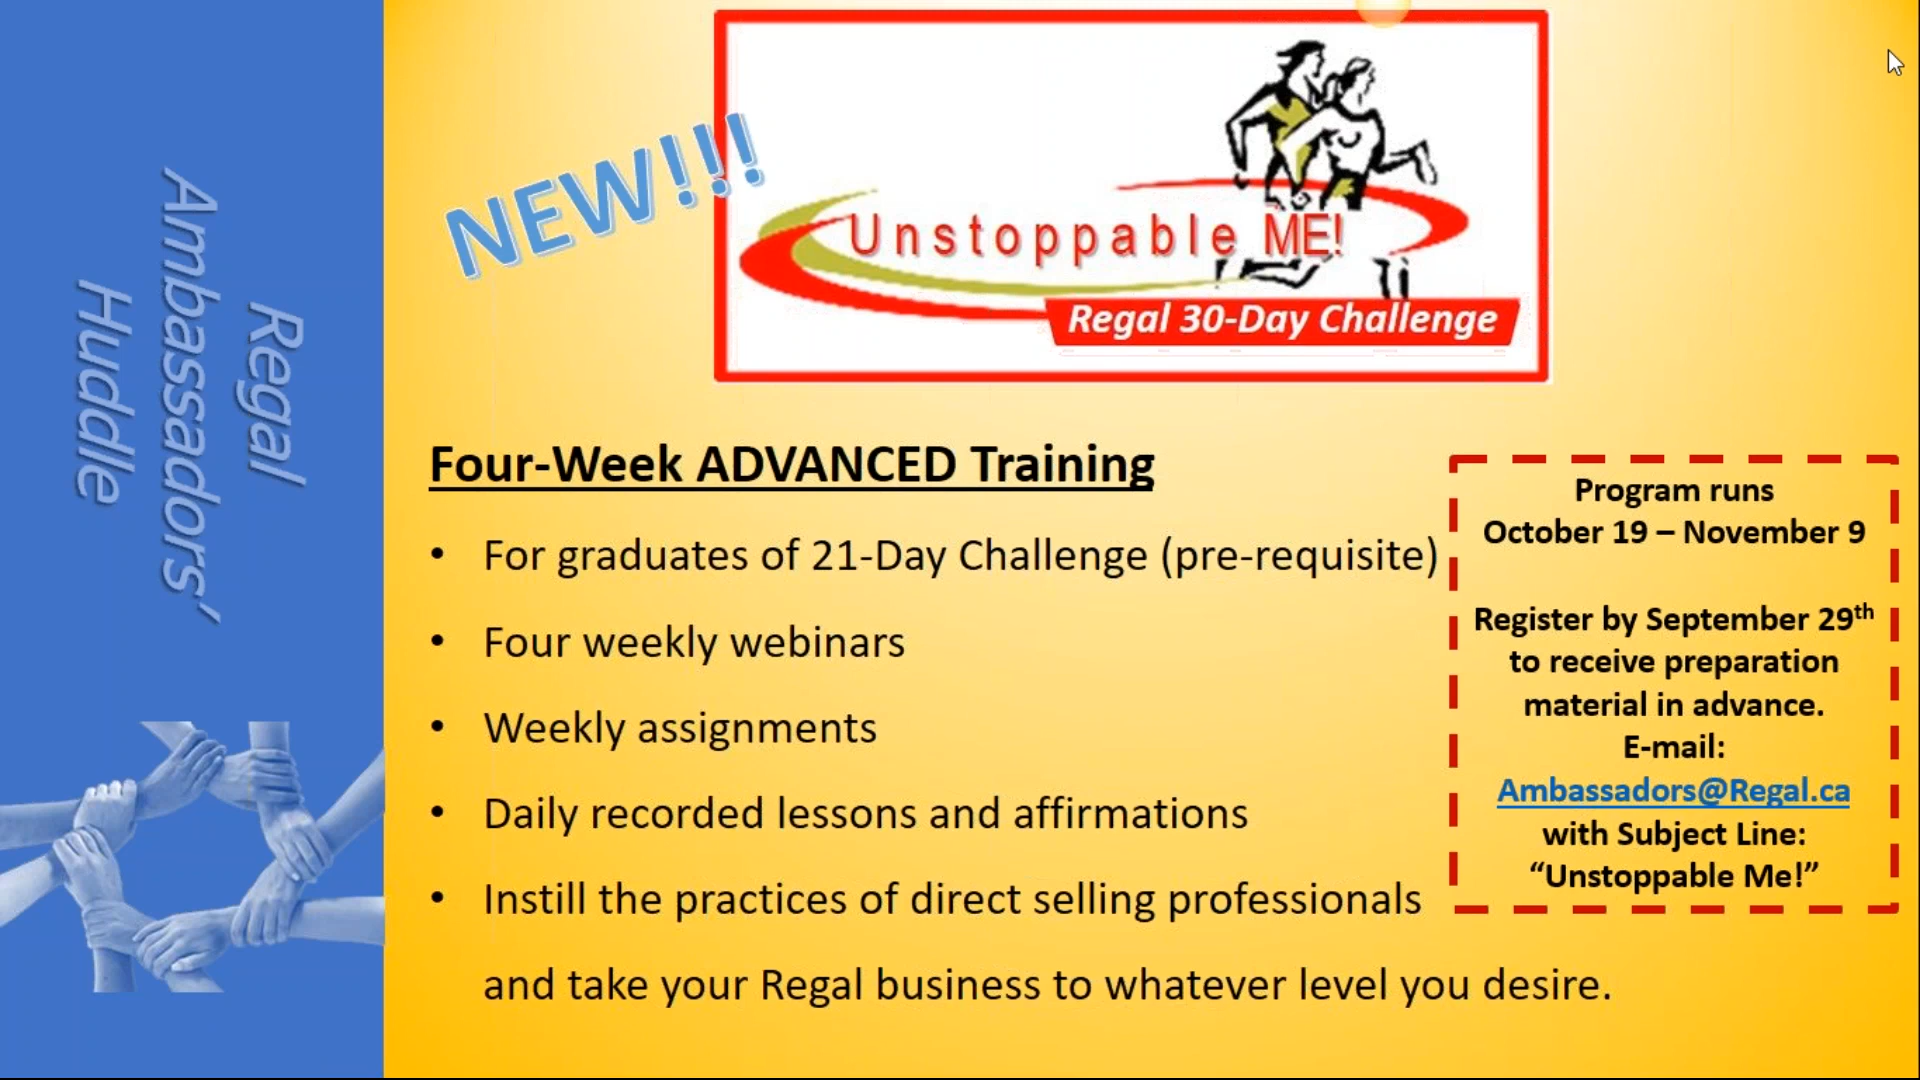 Regal
Ambassadors'
Huddle
NEW!!!
Unstoppable ME!
Regal 30-Day Challenge
Four-Week ADVANCED Training
• For graduates of 21-Day Challenge (pre-requisite)
• Four weekly webinars
• Weekly assignments
• Daily recorded lessons and affirmations
• Instill the practices of direct selling professionals
and take your Regal business to whatever level you desire.
Program runs
October 19 – November 9
Register by September 29th
to receive preparation
material in advance.
E-mail:
Ambassadors@Regal.ca
with Subject Line:
“Unstoppable Me!”